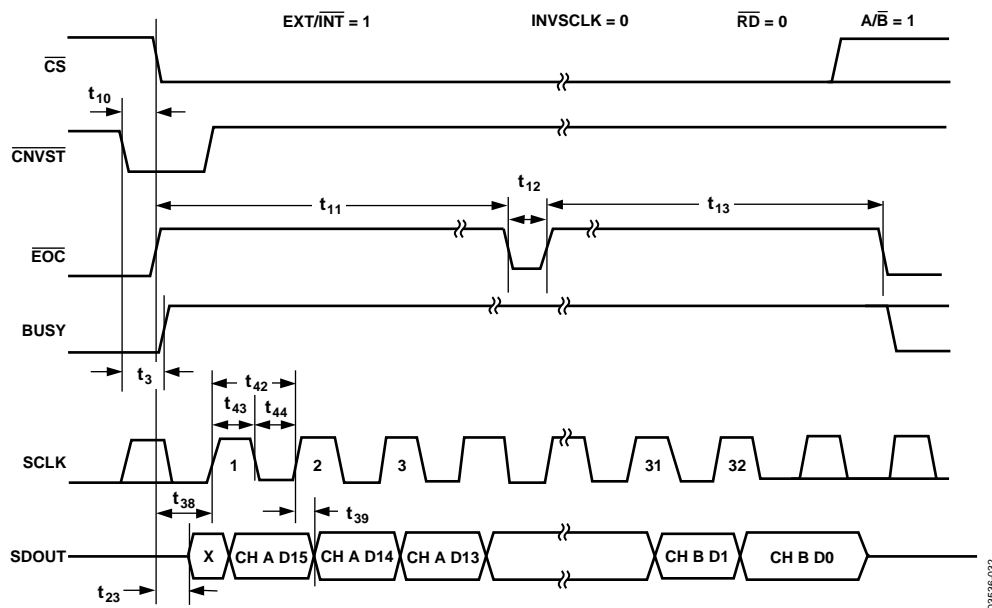 EXT/INT = 1 INVSCLK = 0 RD = 0 A/B = 1
CS
t10
CNVST
t12
t11 t13
EOC
BUSY
t3 t42
t43 t44
SCLK 1 2 3 31 32
t38 t39
SDOUT X CH A D15 CH A D14 CH A D13 CH B D1 CH B D0
t23
03536-032